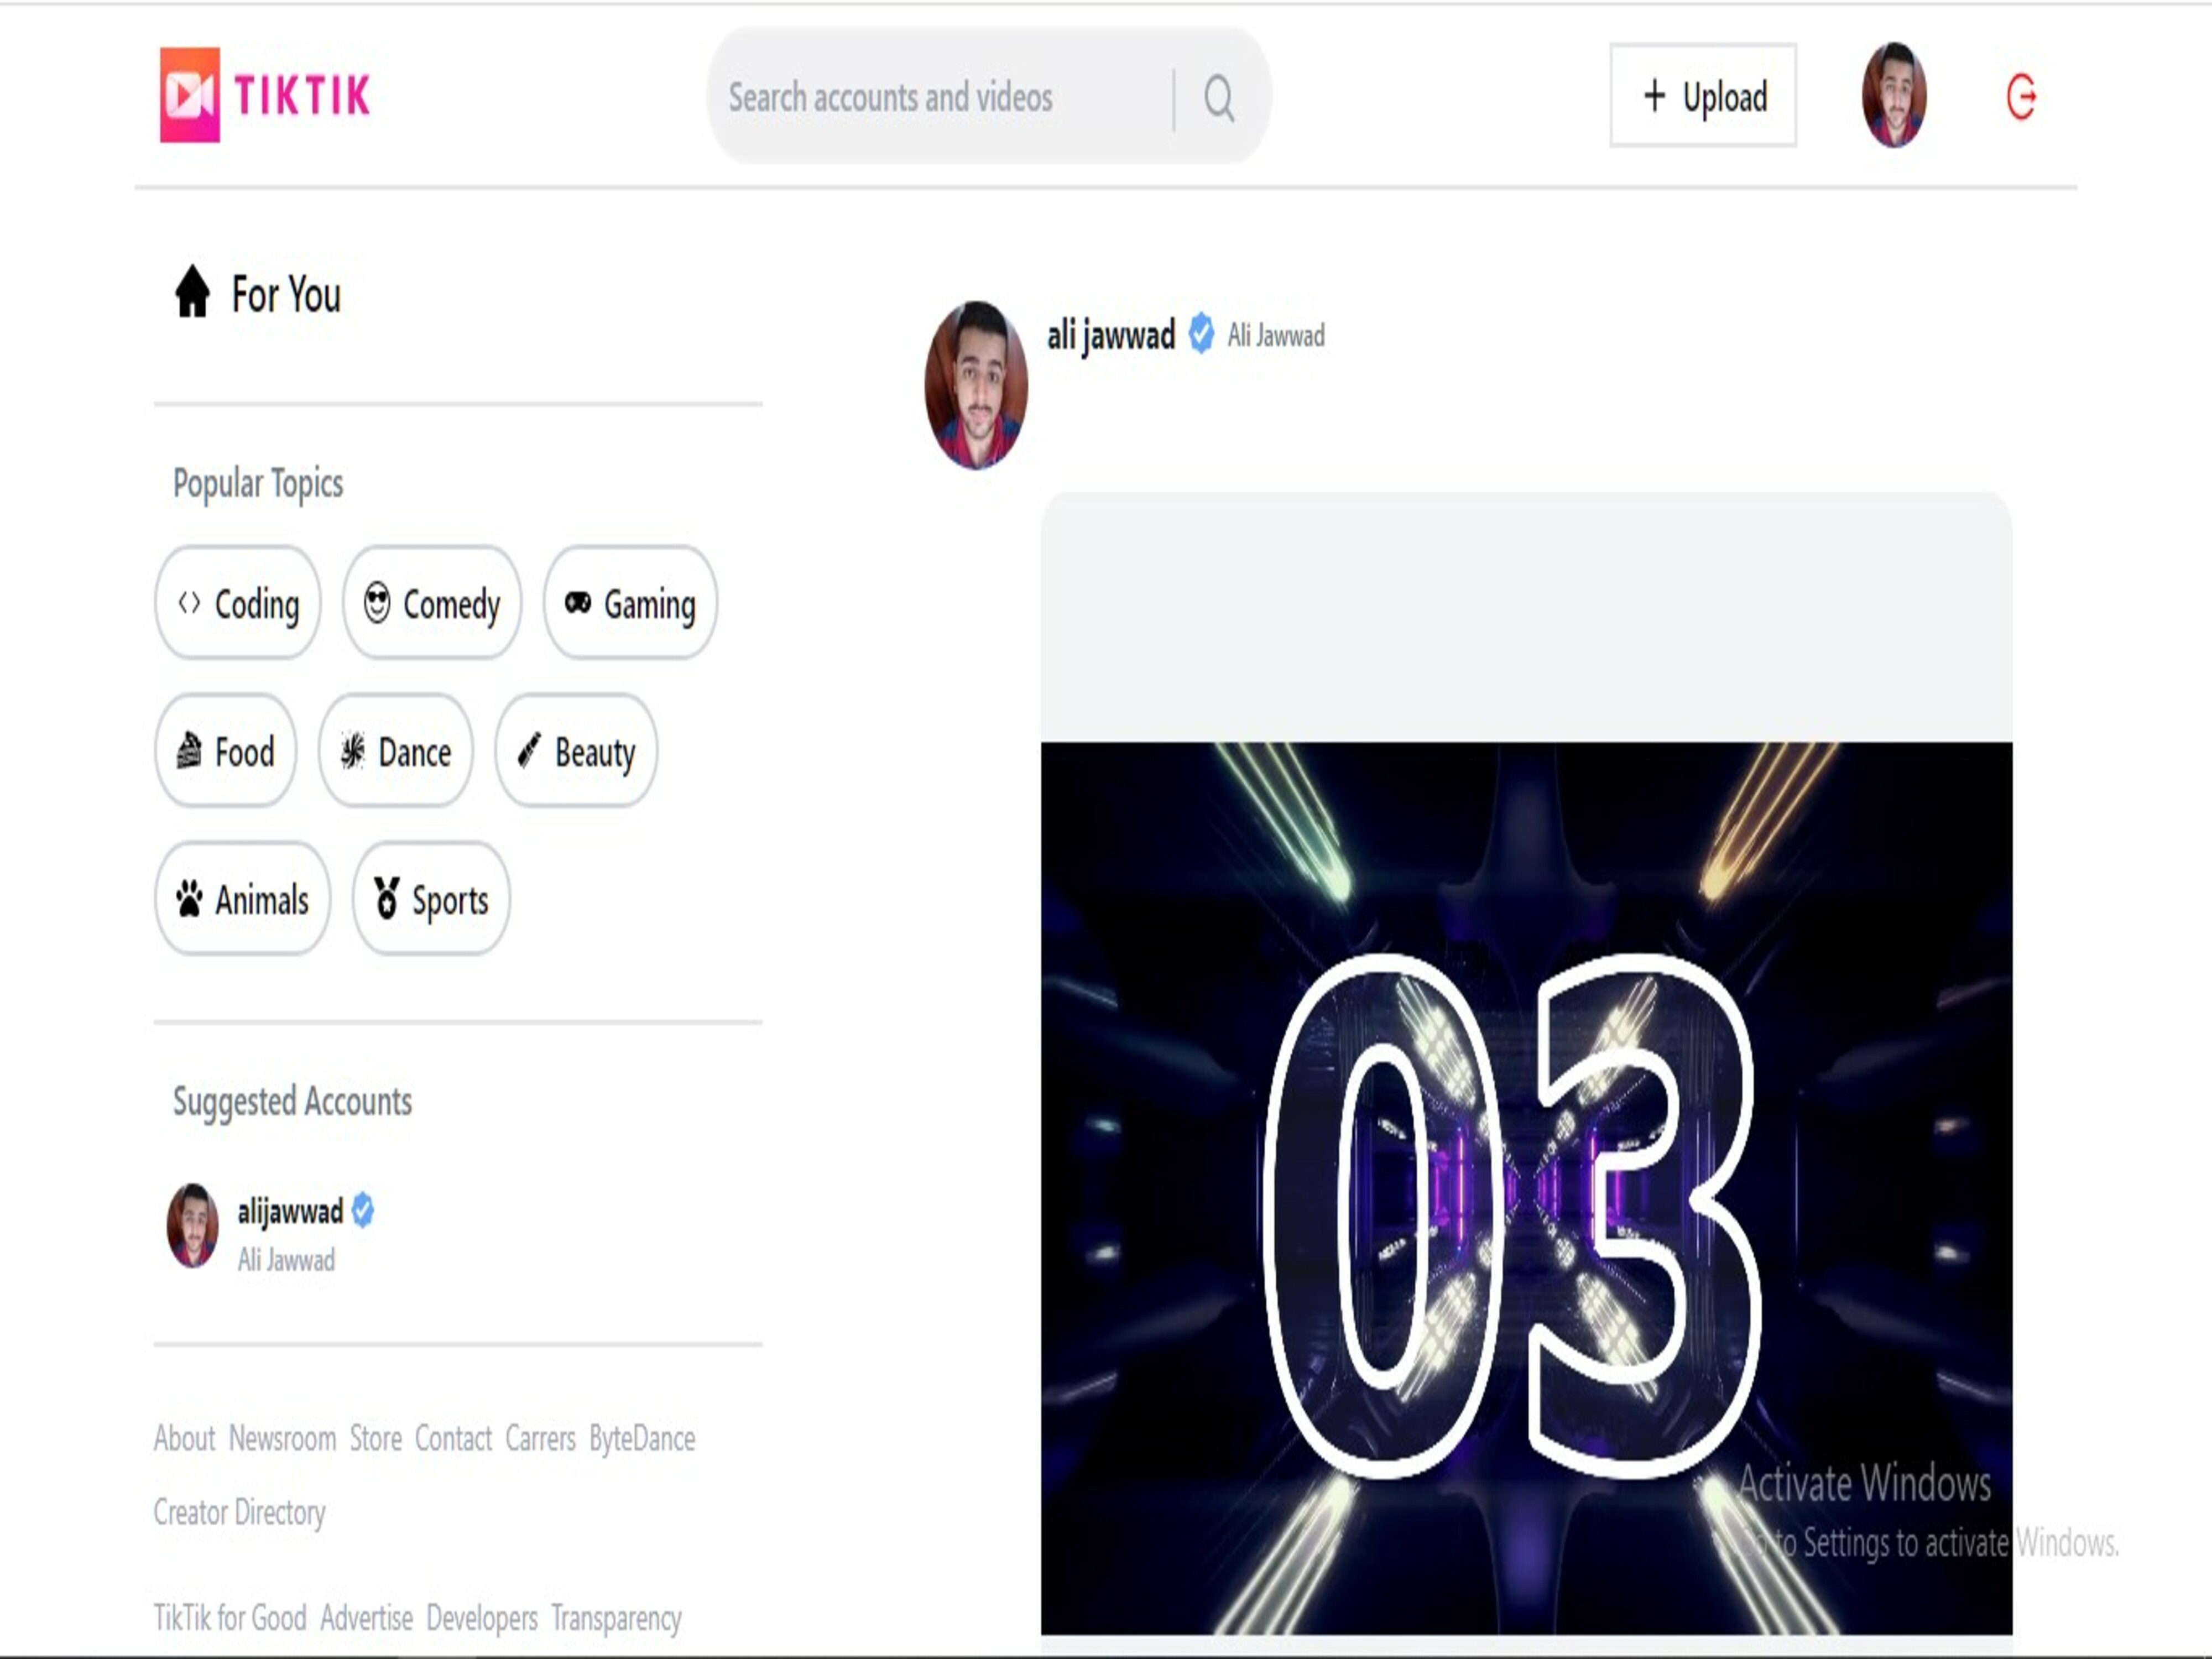 TIKTIK
Search accounts and videos
+ Upload
For You
ali jawwad Ali Jawwad
Popular Topics
<> Coding Comedy Gaming
Food Dance Beauty
Animals Sports
Suggested Accounts
alijawwad
Ali Jawwad
About Newsroom Store Contact Carrers ByteDance
Creator Directory
TikTik for Good Advertise Developers Transparency
03
Activate Windows
to Settings to activate Windows.